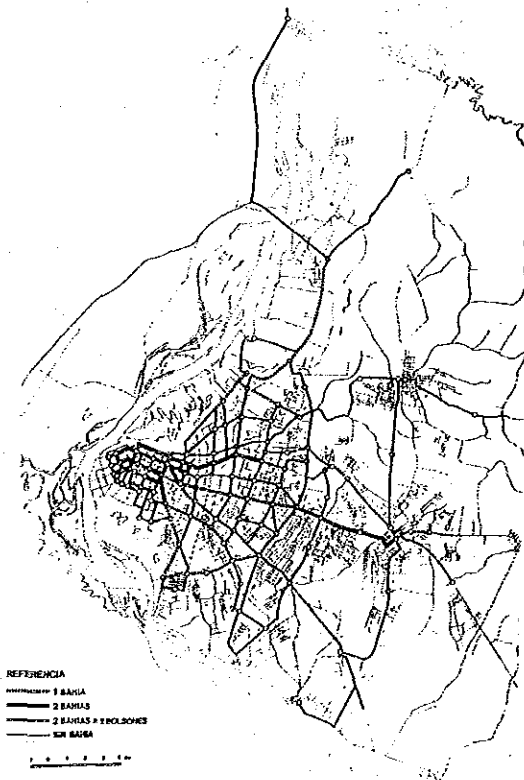 REFERENCIA
1 BAHIA
2 BAHIAS
2 BAHIAS + 2 BOLSONES
SIN BAHIA